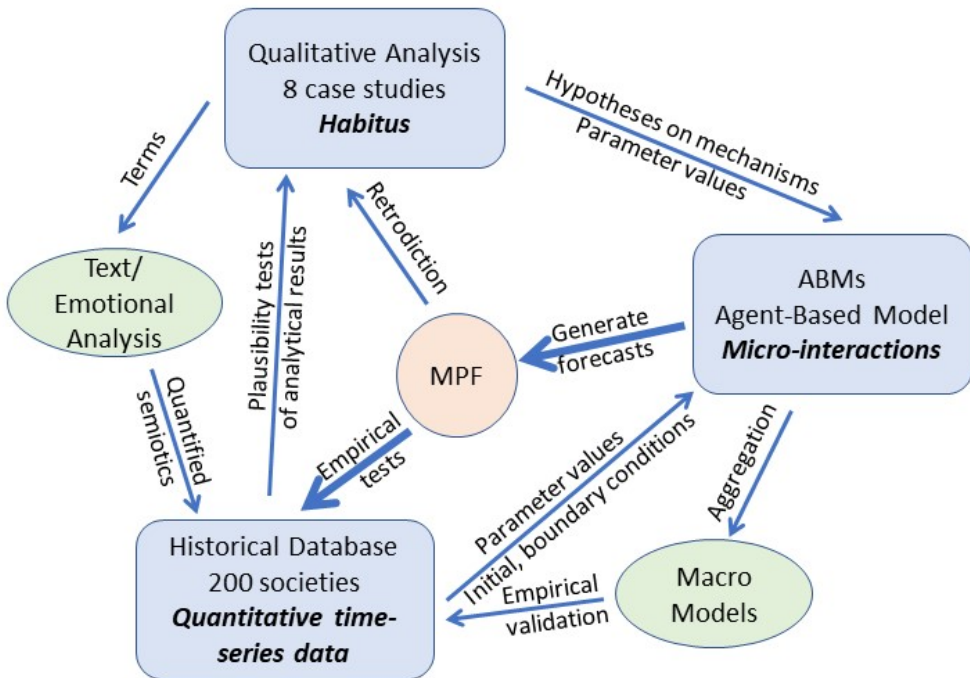 Qualitative Analysis
8 case studies
Habitus
Hypotheses on mechanisms
Parameter values
Terms
Retrodiction
Plausibility tests
of analytical results
Text/
Emotional
Analysis
ABMs
Agent-Based Model
Micro-interactions
Generate
forecasts
MPF
Quantified
semiotics
Empirical
tests
Parameter values
Initial, boundary conditions
Aggregation
Historical Database
200 societies
Quantitative time-
series data
Empirical
validation
Macro
Models